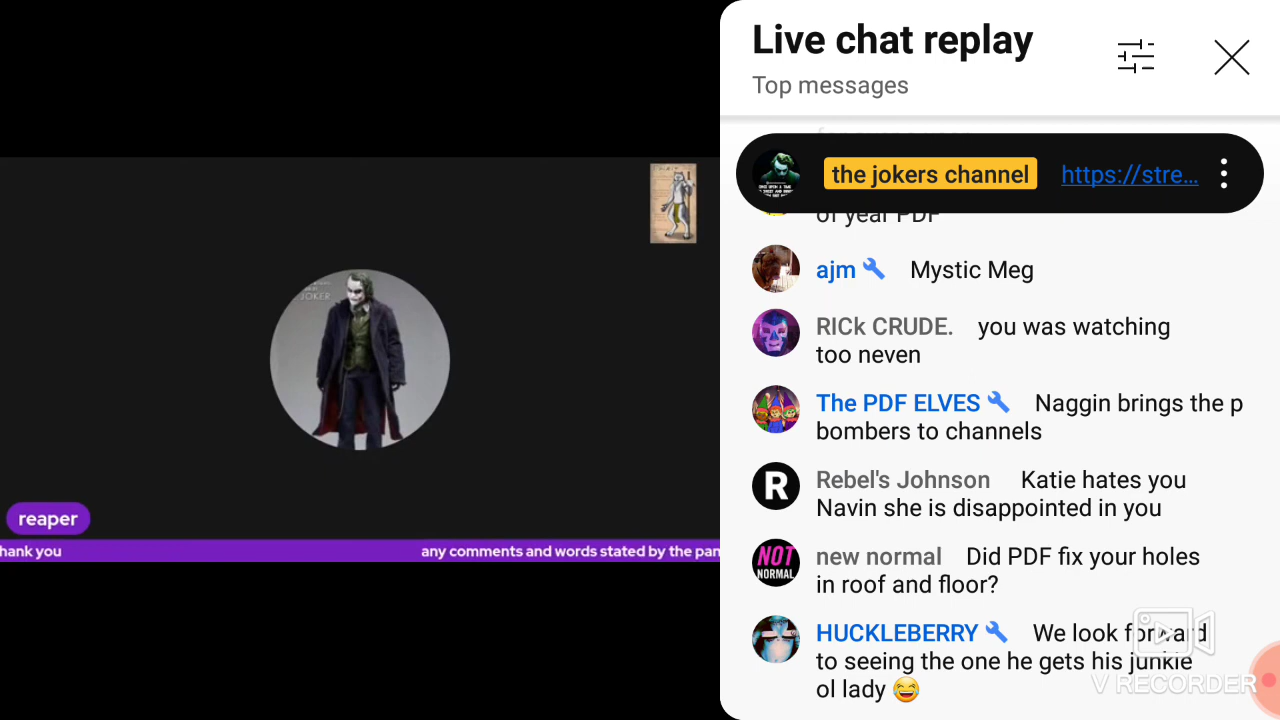 JOKER
reaper
hank you any comments and words stated by the pan
Live chat replay
Top messages
the jokers channel https://stre...
of year PDF
ajm Mystic Meg
RICk CRUDE. you was watching
too neven
The PDF ELVES Naggin brings the p
bombers to channels
R
Rebel's Johnson Katie hates you
Navin she is disappointed in you
NOT
NORMAL
new normal Did PDF fix your holes
in roof and floor?
HUCKLEBERRY We look forward
to seeing the one he gets his junkie
ol lady 😂
V RECORDER